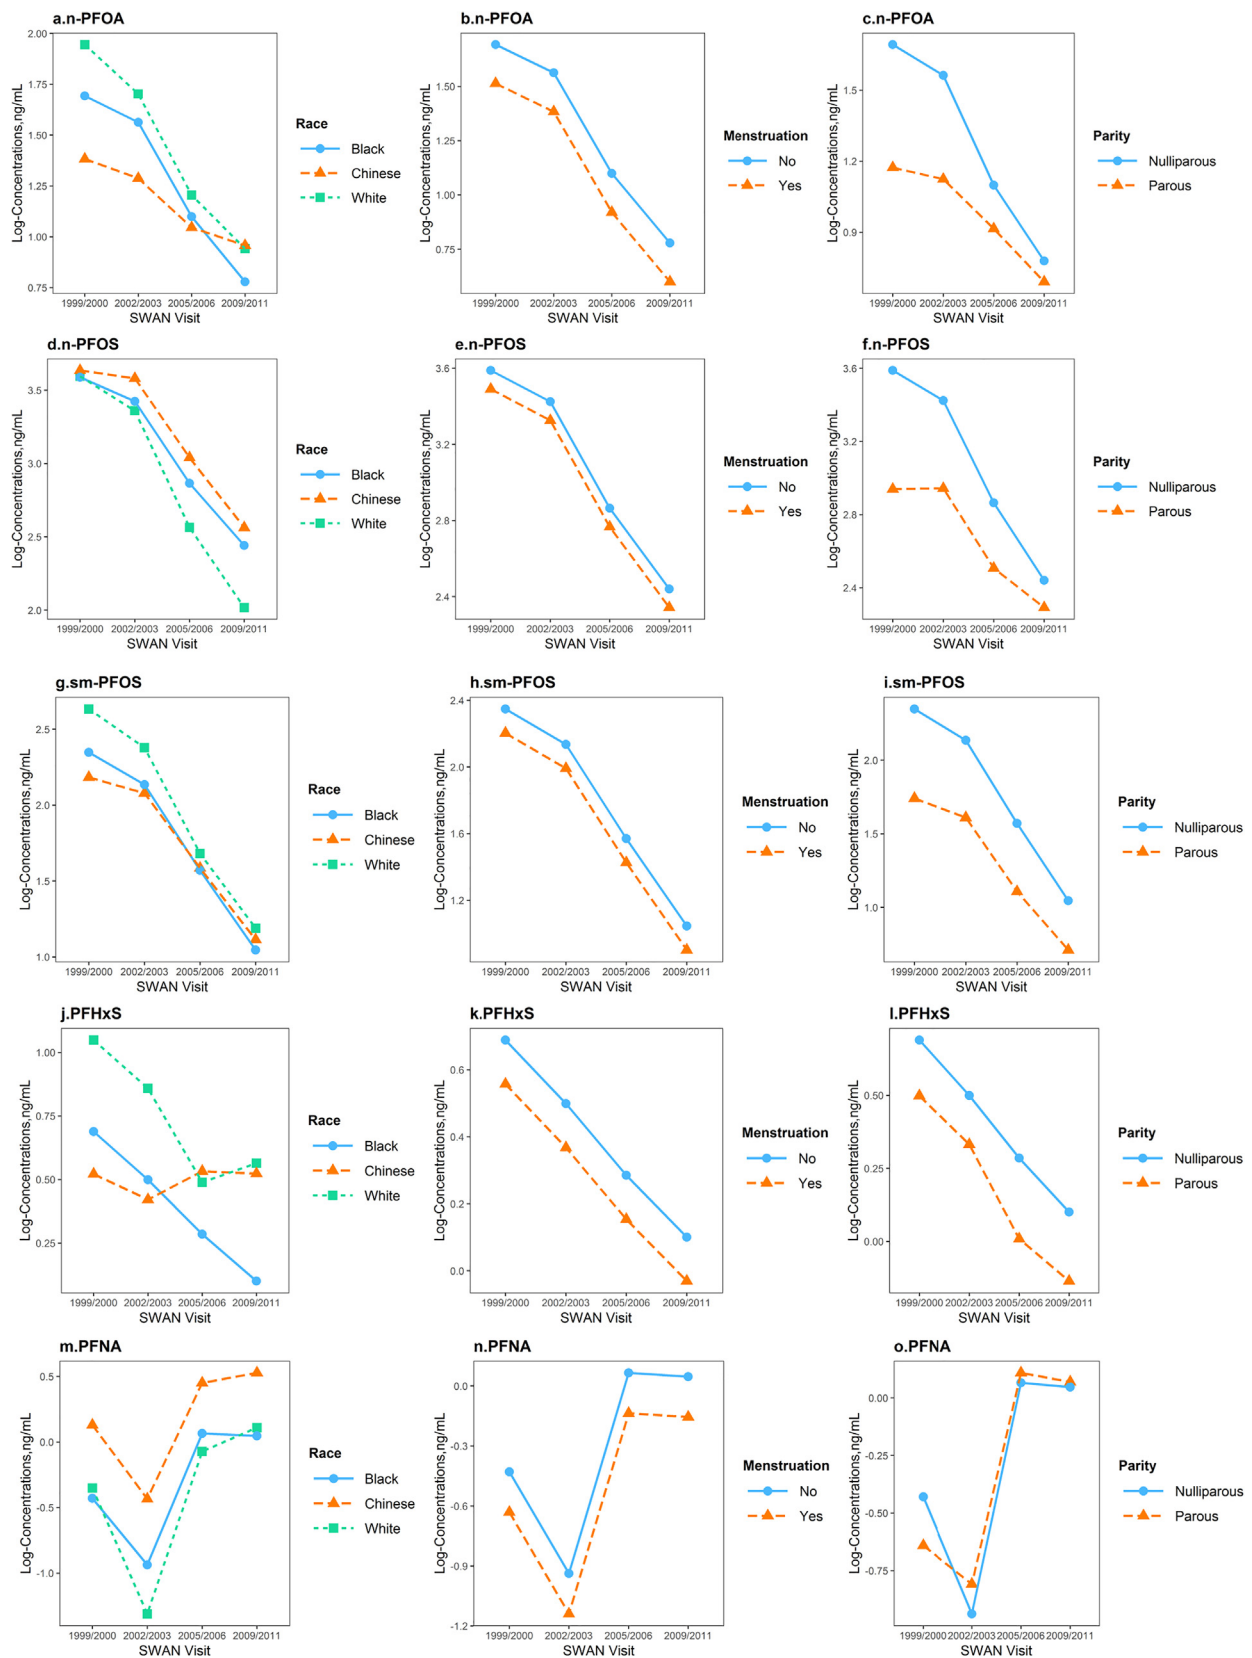 a.n-PFOA
b.n-PFOA
c.n-PFOA
Log-Concentrations,ng/mL
2.00
1.75
1.50
1.25
1.00
0.75
1999/2000 2002/2003 2005/2006 2009/2011
SWAN Visit
Race
Black
Chinese
White
Log-Concentrations,ng/mL
1.50
1.25
1.00
0.75
1999/2000 2002/2003 2005/2006 2009/2011
SWAN Visit
Menstruation
No
Yes
Log-Concentrations,ng/mL
1.5
1.2
0.9
1999/2000 2002/2003 2005/2006 2009/2011
SWAN Visit
Parity
Nulliparous
Parous
d.n-PFOS
e.n-PFOS
f.n-PFOS
Log-Concentrations,ng/mL
3.5
3.0
2.5
2.0
1999/2000 2002/2003 2005/2006 2009/2011
SWAN Visit
Race
Black
Chinese
White
Log-Concentrations,ng/mL
3.6
3.2
2.8
2.4
1999/2000 2002/2003 2005/2006 2009/2011
SWAN Visit
Menstruation
No
Yes
Log-Concentrations,ng/mL
3.6
3.2
2.8
2.4
1999/2000 2002/2003 2005/2006 2009/2011
SWAN Visit
Parity
Nulliparous
Parous
g.sm-PFOS
h.sm-PFOS
i.sm-PFOS
Log-Concentrations,ng/mL
2.5
2.0
1.5
1.0
1999/2000 2002/2003 2005/2006 2009/2011
SWAN Visit
Race
Black
Chinese
White
Log-Concentrations,ng/mL
2.4
2.0
1.6
1.2
1999/2000 2002/2003 2005/2006 2009/2011
SWAN Visit
Menstruation
No
Yes
Log-Concentrations,ng/mL
2.0
1.5
1.0
1999/2000 2002/2003 2005/2006 2009/2011
SWAN Visit
Parity
Nulliparous
Parous
j.PFHxS
k.PFHxS
l.PFHxS
Log-Concentrations,ng/mL
1.00
0.75
0.50
0.25
1999/2000 2002/2003 2005/2006 2009/2011
SWAN Visit
Race
Black
Chinese
White
Log-Concentrations,ng/mL
0.6
0.4
0.2
0.0
1999/2000 2002/2003 2005/2006 2009/2011
SWAN Visit
Menstruation
No
Yes
Log-Concentrations,ng/mL
0.50
0.25
0.00
1999/2000 2002/2003 2005/2006 2009/2011
SWAN Visit
Parity
Nulliparous
Parous
m.PFNA
n.PFNA
o.PFNA
Log-Concentrations,ng/mL
0.5
0.0
-0.5
-1.0
1999/2000 2002/2003 2005/2006 2009/2011
SWAN Visit
Race
Black
Chinese
White
Log-Concentrations,ng/mL
0.0
-0.3
-0.6
-0.9
-1.2
1999/2000 2002/2003 2005/2006 2009/2011
SWAN Visit
Menstruation
No
Yes
Log-Concentrations,ng/mL
0.00
-0.25
-0.50
-0.75
1999/2000 2002/2003 2005/2006 2009/2011
SWAN Visit
Parity
Nulliparous
Parous